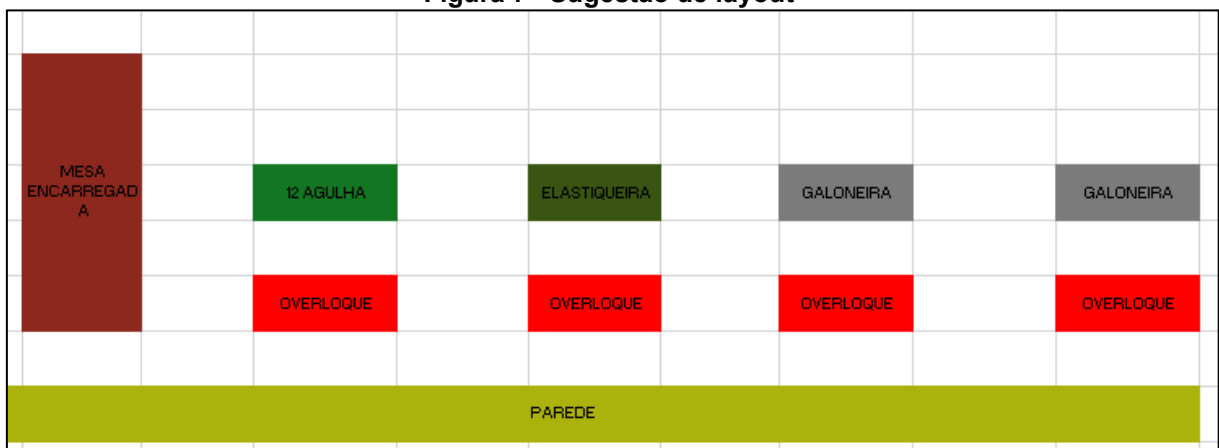 MESA
ENCARREGAD
A
12 AGULHA
ELASTIQUEIRA
GALONEIRA
GALONEIRA
OVERLOQUE
OVERLOQUE
OVERLOQUE
OVERLOQUE
PAREDE